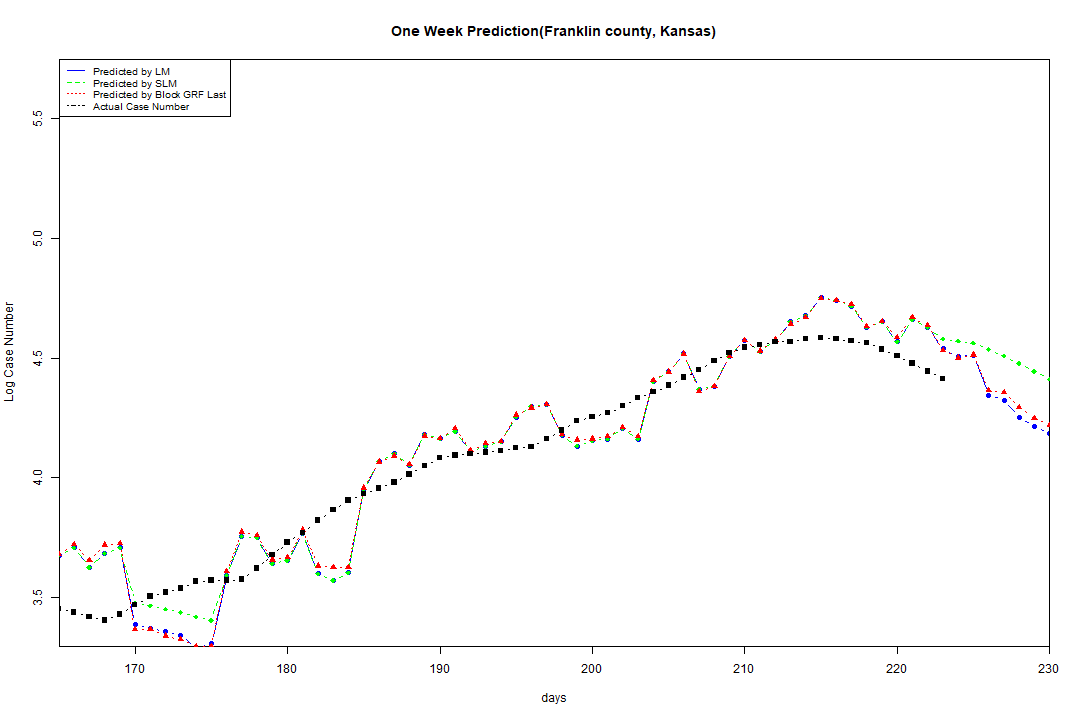 One Week Prediction(Franklin county, Kansas)
Predicted by LM
Predicted by SLM
Predicted by Block GRF Last
Actual Case Number
5.5
5.0
4.5
4.0
3.5
Log Case Number
170 180 190 200 210 220 230
days